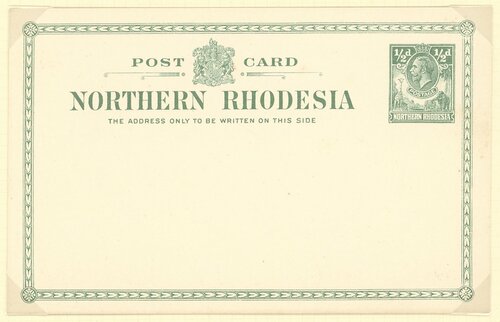 POST CARD
½d ½d
NORTHERN RHODESIA
THE ADDRESS ONLY TO BE WRITTEN ON THIS SIDE
POSTAGE
NORTHERN RHODESIA